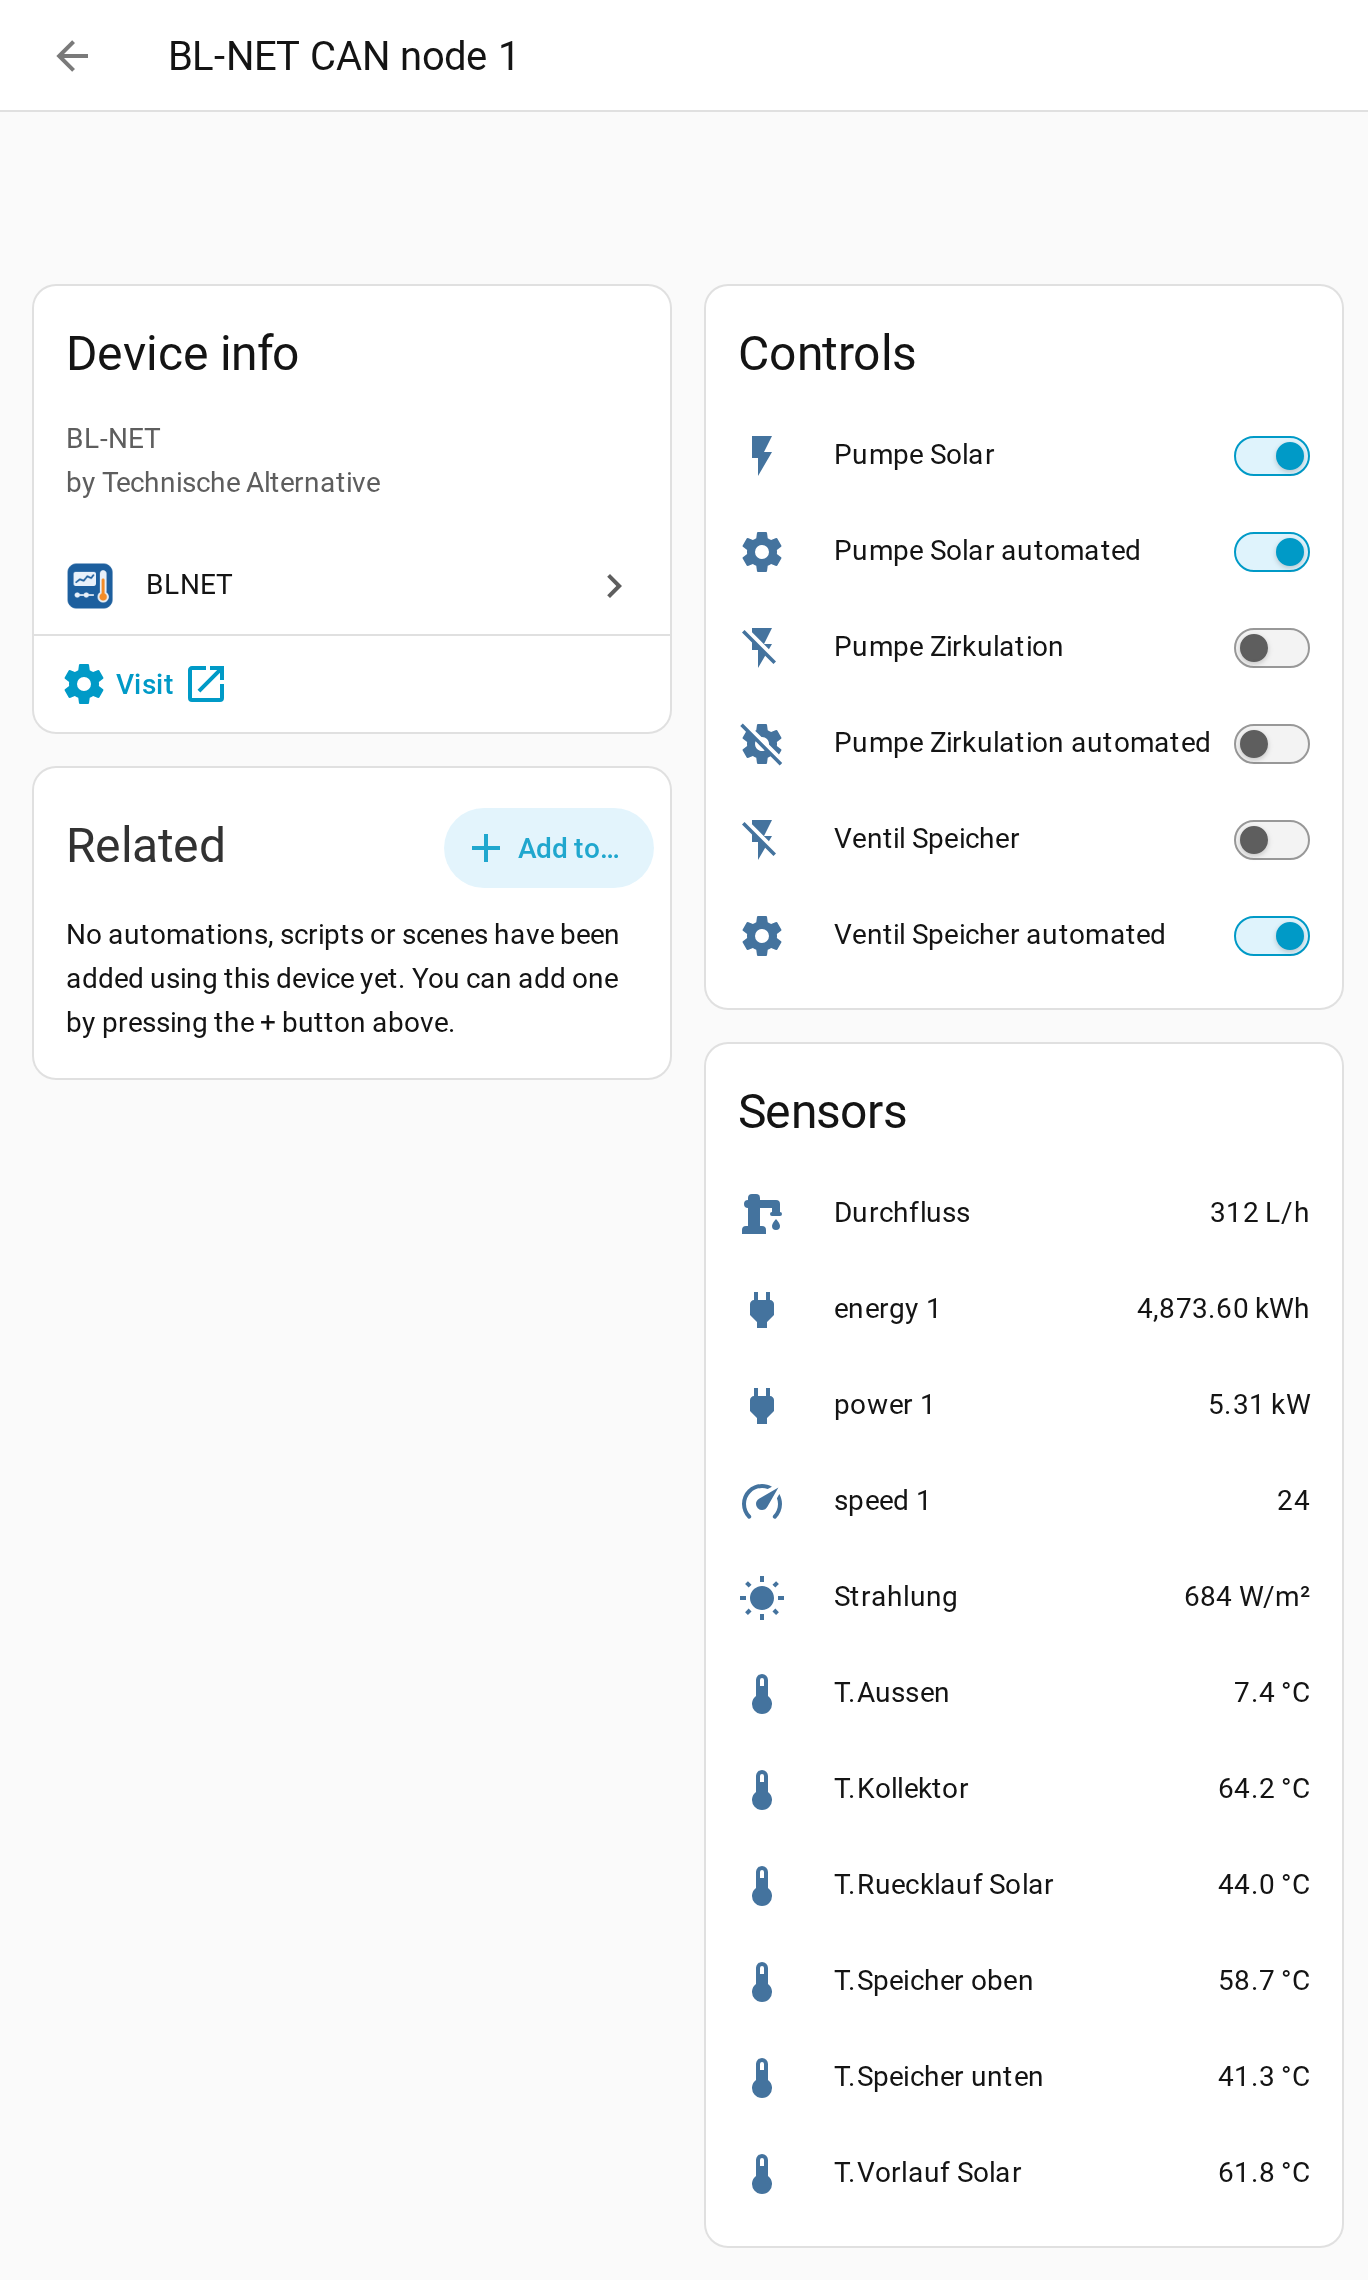 BL-NET CAN node 1
Device info
BL-NET
by Technische Alternative
BLNET
Visit
Related
Add to...
No automations, scripts or scenes have been
added using this device yet. You can add one
by pressing the + button above.
Controls
Pumpe Solar
Pumpe Solar automated
Pumpe Zirkulation
Pumpe Zirkulation automated
Ventil Speicher
Ventil Speicher automated
Sensors
Durchfluss 312 L/h
energy 1 4,873.60 kWh
power 1 5.31 kW
speed 1 24
Strahlung 684 W/m²
T.Aussen 7.4 °C
T.Kollektor 64.2 °C
T.Ruecklauf Solar 44.0 °C
T.Speicher oben 58.7 °C
T.Speicher unten 41.3 °C
T.Vorlauf Solar 61.8 °C